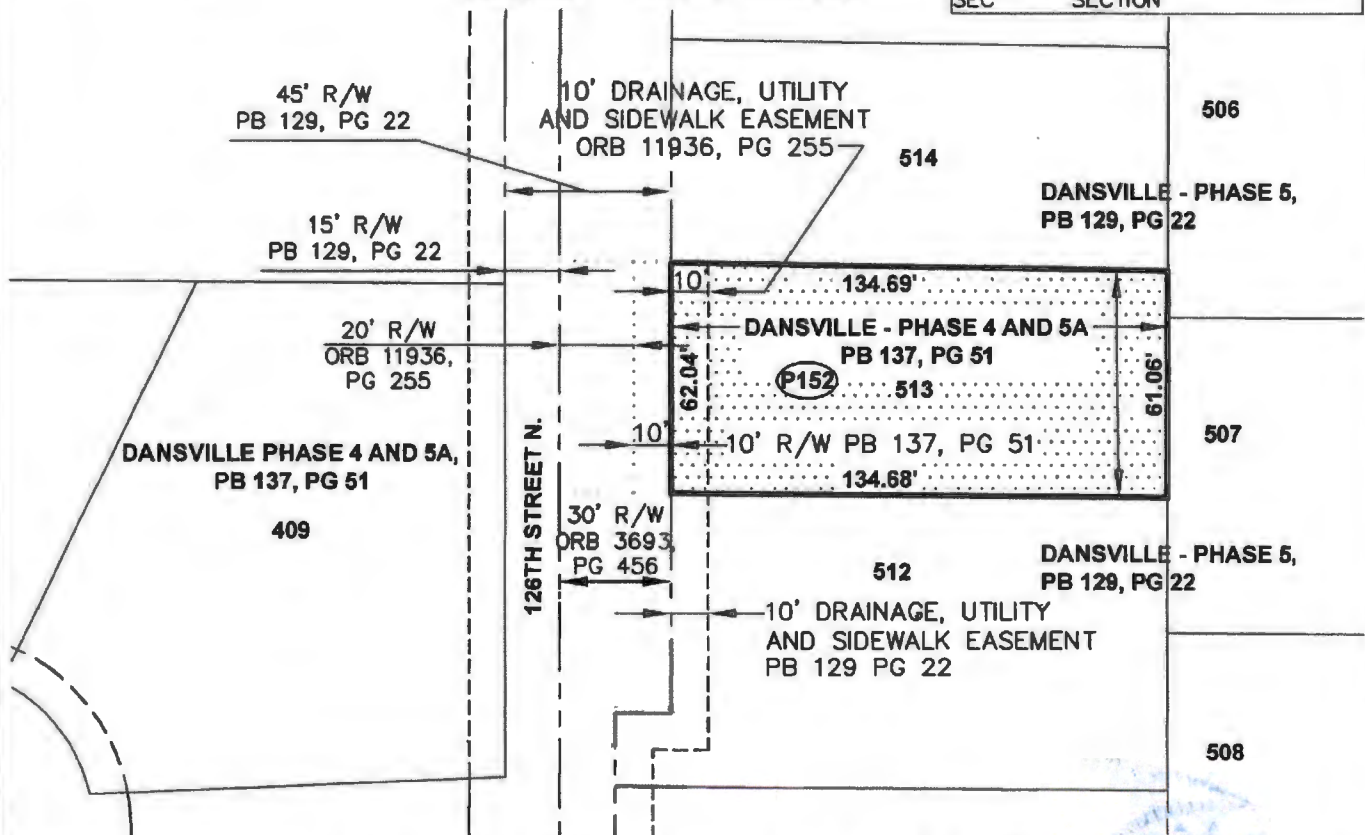 SEC SECTION
45' R/W
PB 129, PG 22
10' DRAINAGE, UTILITY
AND SIDEWALK EASEMENT
ORB 11936, PG 255
506
514
DANSVILLE - PHASE 5,
PB 129, PG 22
15' R/W
PB 129, PG 22
10'
134.69'
20' R/W
ORB 11936,
PG 255
DANSVILLE - PHASE 4 AND 5A
PB 137, PG 51
P152
513
62.04'
61.06'
507
10'
10' R/W PB 137, PG 51
134.68'
DANSVILLE PHASE 4 AND 5A,
PB 137, PG 51
409
126TH STREET N.
30' R/W
ORB 3693,
PG 456
512
DANSVILLE - PHASE 5,
PB 129, PG 22
10' DRAINAGE, UTILITY
AND SIDEWALK EASEMENT
PB 129 PG 22
508